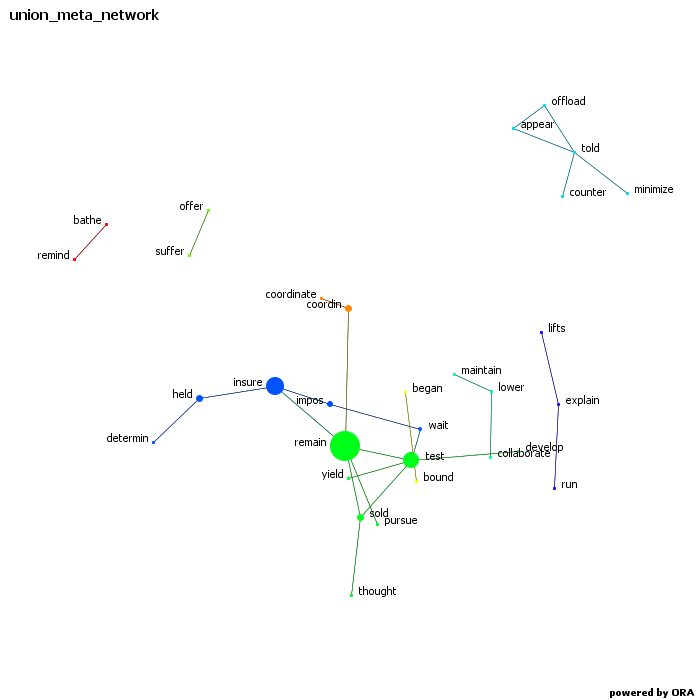 union_meta_network
offload
appear
told
counter
minimize
bathe
remind
offer
suffer
coordinate
coordin
lifts
maintain
lower
explain
insure
held
impos
began
wait
determin
remain
test
develop
collaborate
yield
bound
run
sold
pursue
thought
powered by ORA